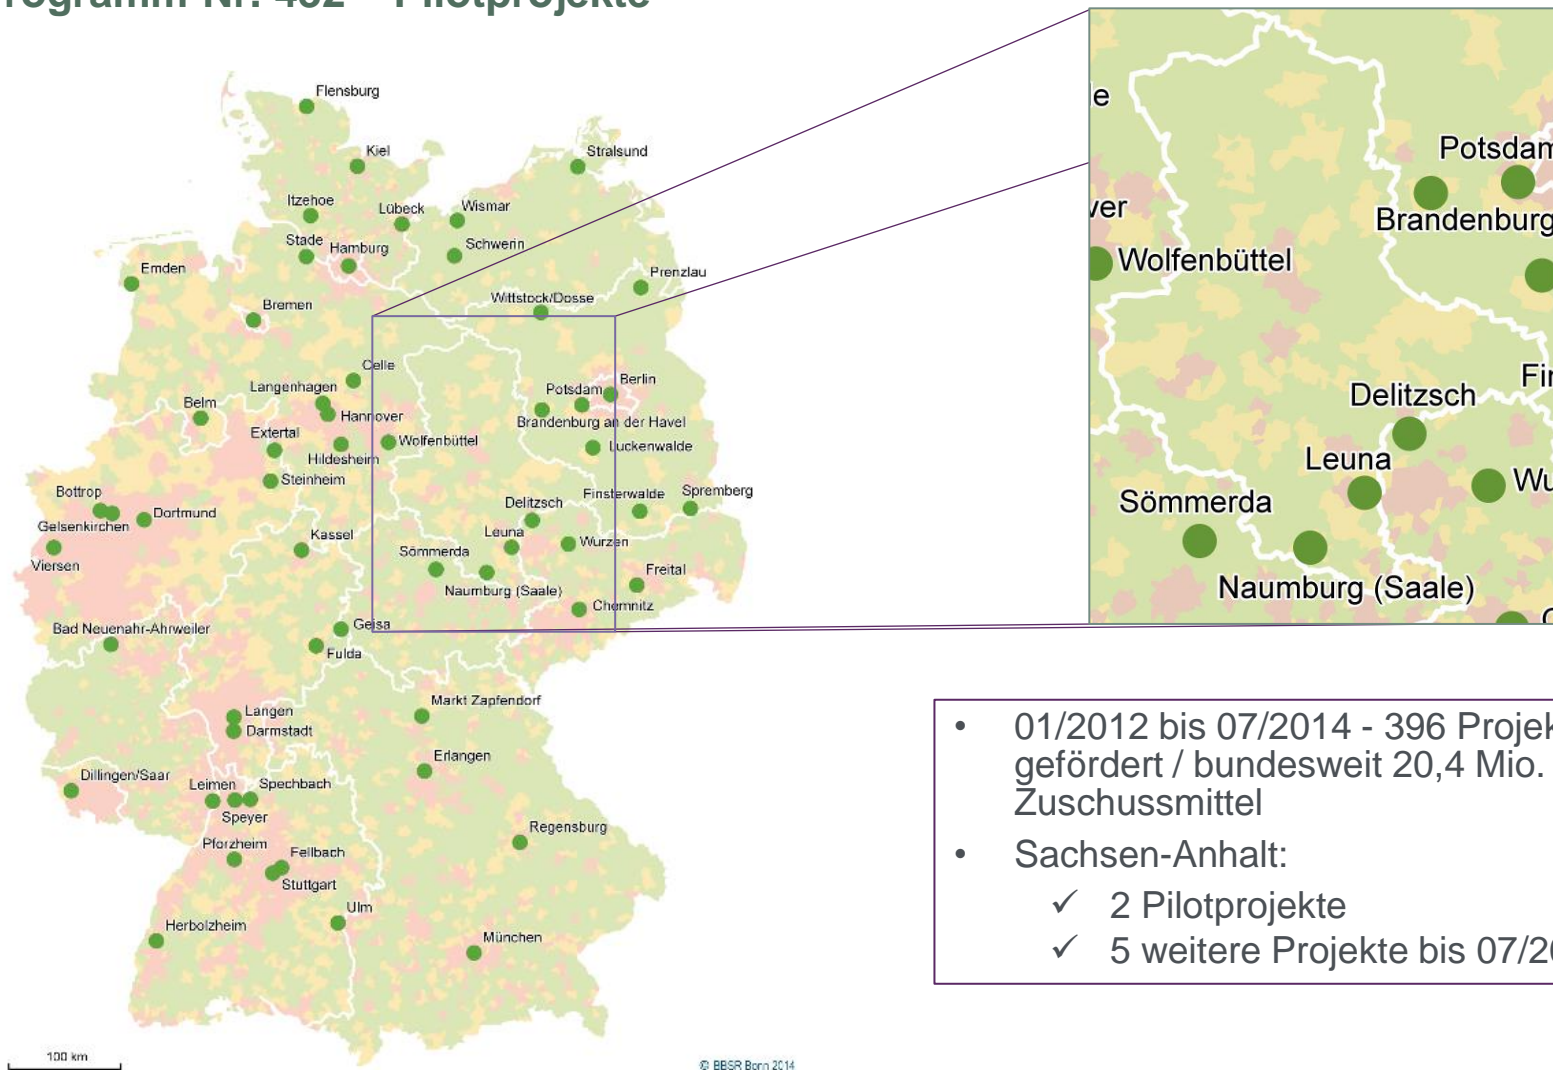 rogramm Nr. 432 – Pilotprojekte
Flensburg
Kiel
Stralsund
Itzehoe
Lübeck
Wismar
Stade
Hamburg
Schwerin
Emden
Prenzlau
Wittstock/Dosse
Bremen
Celle
Langenhagen
Berlin
Potsdam
Belm
Hannover
Brandenburg an der Havel
Extertal
Wolfenbüttel
Luckenwalde
Hildesheim
Steinheim
Bottrop
Delitzsch
Finsterwalde
Spremberg
Gelsenkirchen
Dortmund
Leuna
Kassel
Wurzen
Sömmerda
Viersen
Freital
Naumburg (Saale)
Chemnitz
Bad Neuenahr-Ahrweiler
Geisa
Fulda
Langen
Markt Zapfendorf
Darmstadt
Erlangen
Dillingen/Saar
Leimen
Spechbach
Speyer
Regensburg
Pforzheim
Fellbach
Stuttgart
Ulm
Herbolzheim
München
100 km
© BBSR Bonn 2014
le
Potsdam
ver
Brandenburg
Wolfenbüttel
Fin
Delitzsch
Leuna
Wu
Sömmerda
Naumburg (Saale)
• 01/2012 bis 07/2014 - 396 Projek
gefördert / bundesweit 20,4 Mio.
Zuschussmittel
• Sachsen-Anhalt:
✓ 2 Pilotprojekte
✓ 5 weitere Projekte bis 07/20